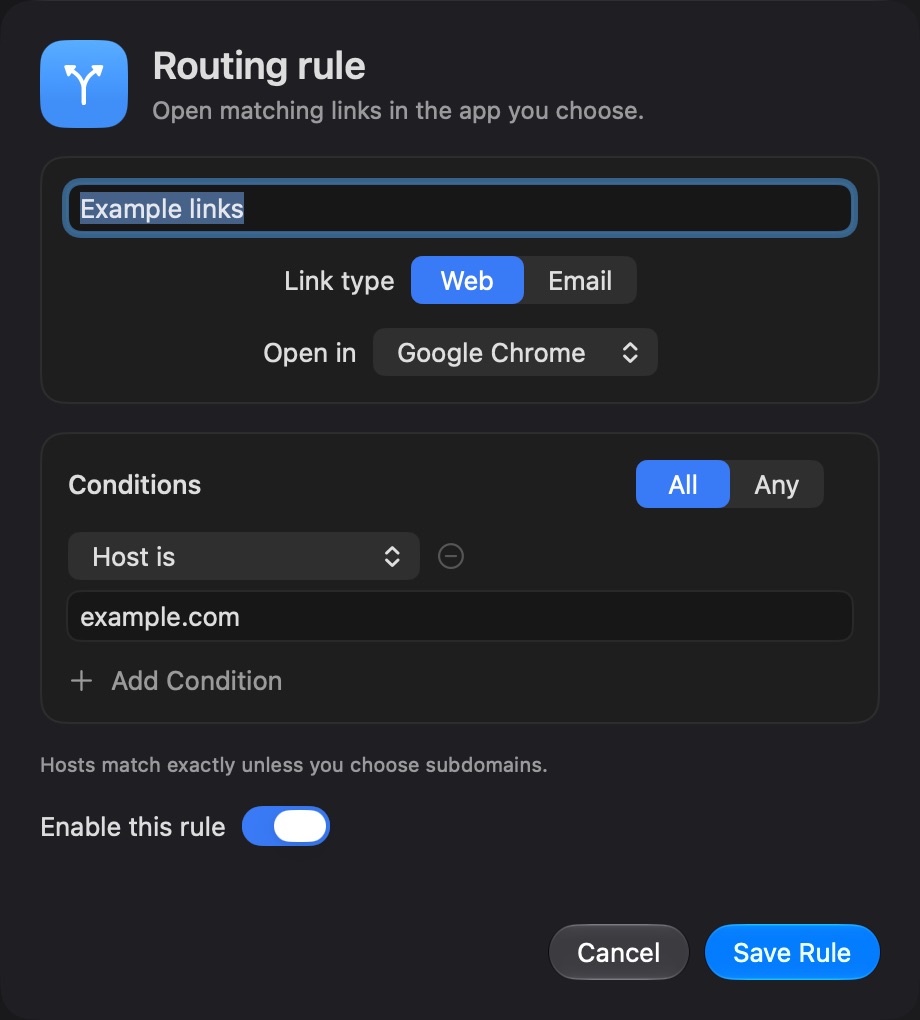 Routing rule
Open matching links in the app you choose.
Example links
Link type Web Email
Open in Google Chrome
Conditions All Any
Host is
example.com
Add Condition
Hosts match exactly unless you choose subdomains.
Enable this rule
Cancel Save Rule